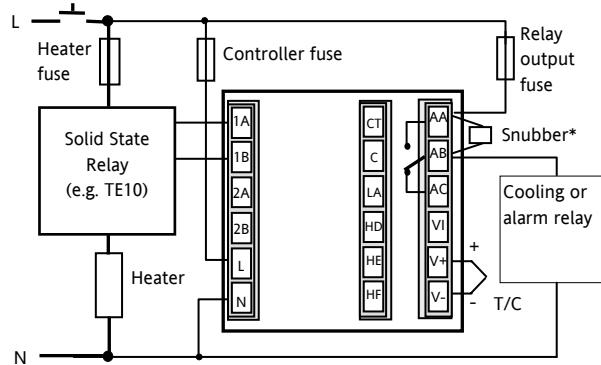 L
Heater
fuse
Controller fuse
Relay
output
fuse
Solid State
Relay
(e.g. TE10)
1A
1B
2A
2B
L
N
CT
C
LA
HD
HE
HF
AA
AB
AC
VI
V+
V-
Snubber*
Cooling or
alarm relay
+
-
T/C
Heater
N